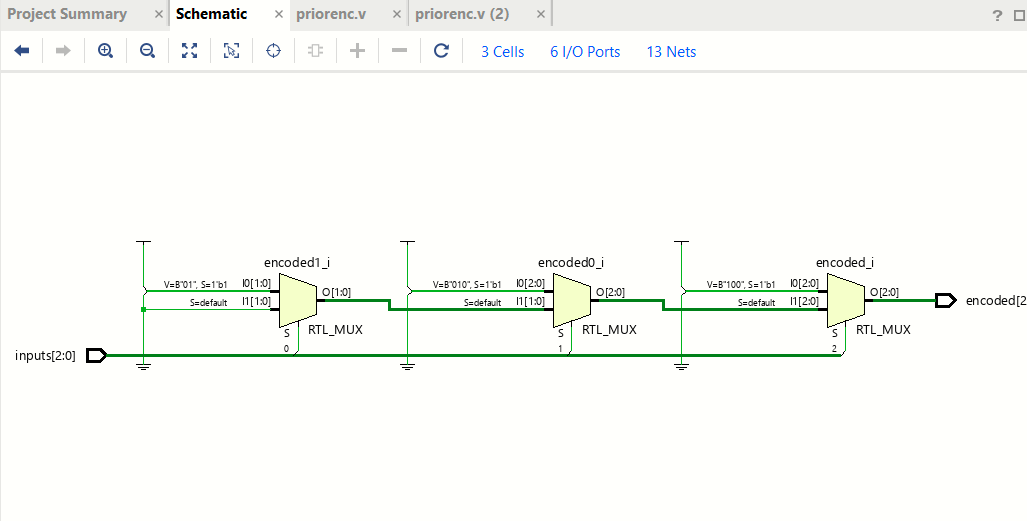 Project Summary × Schematic × priorenc.v × priorenc.v (2) × ?
3 Cells 6 I/O Ports 13 Nets
encoded1_i encoded0_i encoded_i
V=B"01", S=1'b1 I0[1:0] V=B"010", S=1'b1 I0[2:0] V=B"100", S=1'b1 I0[2:0]
O[1:0] O[2:0] O[2:0] encoded[2
S=default I1[1:0] S=default I1[1:0] S=default I1[2:0]
S RTL_MUX S RTL_MUX S RTL_MUX
0 1 2
inputs[2:0]